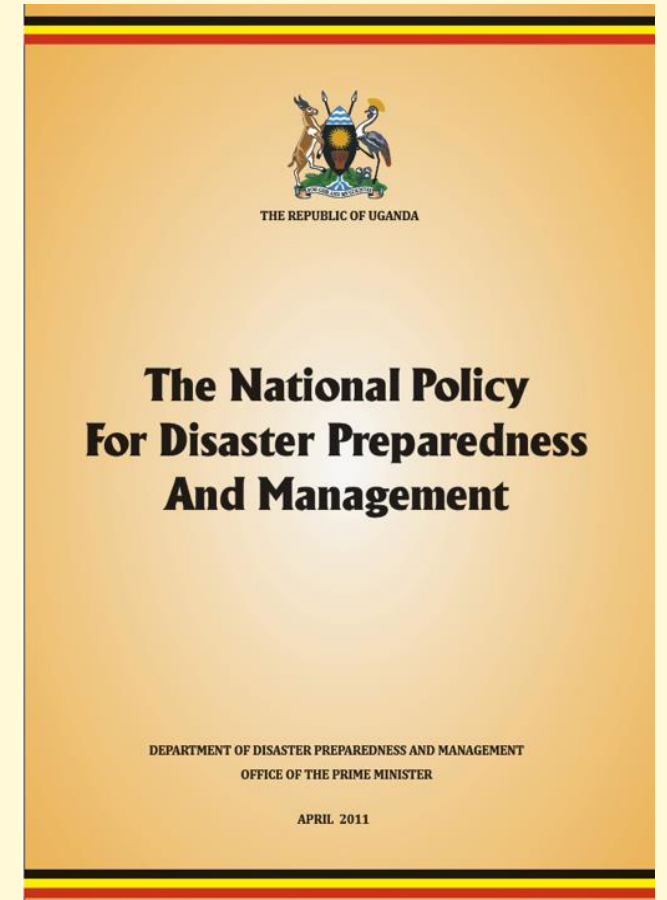 THE REPUBLIC OF UGANDA
The National Policy
For Disaster Preparedness
And Management
DEPARTMENT OF DISASTER PREPAREDNESS AND MANAGEMENT
OFFICE OF THE PRIME MINISTER
APRIL 2011